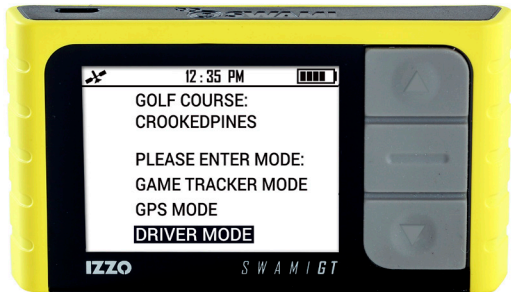 12:35 PM
GOLF COURSE:
CROOKEDPINES
PLEASE ENTER MODE:
GAME TRACKER MODE
GPS MODE
DRIVER MODE
IZZO
SWAMI GT